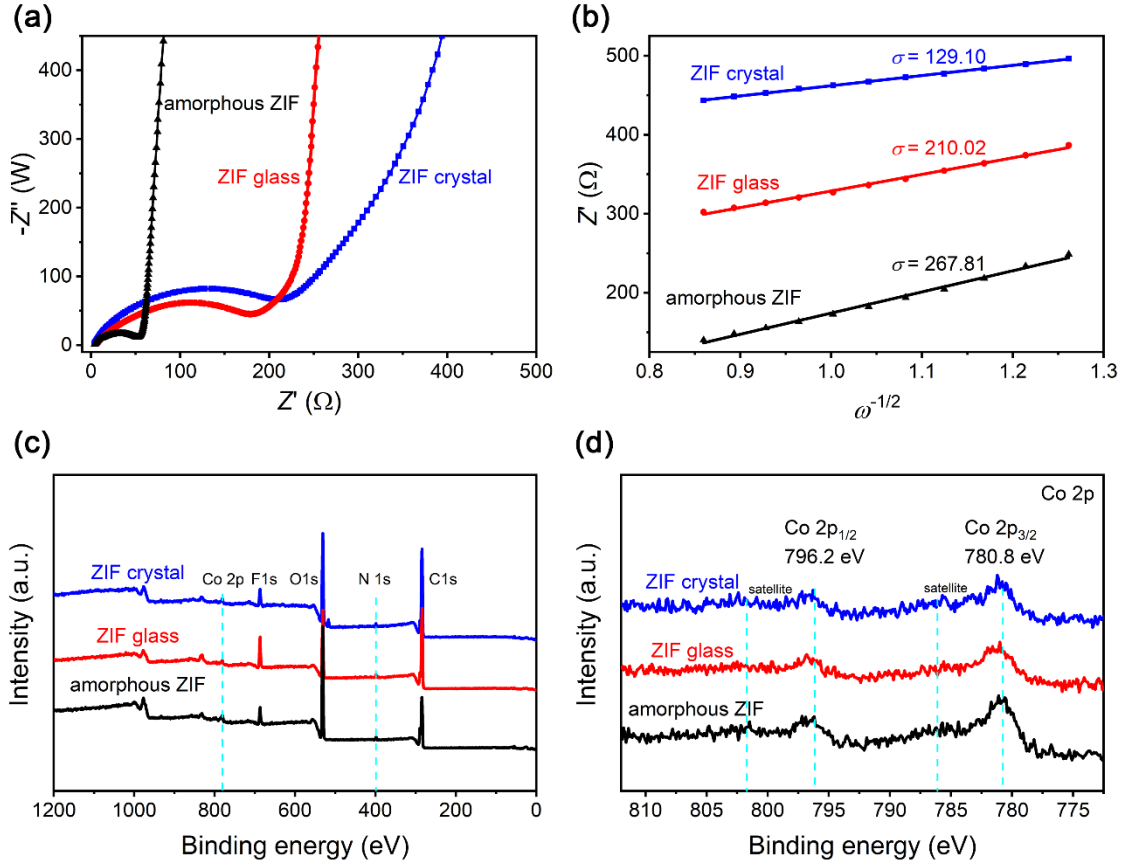 (a)
400
300
200
100
0
-Z'' (W)
amorphous ZIF
ZIF glass
ZIF crystal
0 100 200 300 400 500
Z' (Ω)
(b)
500
400
300
200
Z' (Ω)
ZIF crystal
σ = 129.10
ZIF glass
σ = 210.02
amorphous ZIF
σ = 267.81
0.8 0.9 1.0 1.1 1.2 1.3
ω^-1/2
(c)
Intensity (a.u.)
ZIF crystal
Co 2p F1s O1s N 1s C1s
ZIF glass
amorphous ZIF
1200 1000 800 600 400 200 0
Binding energy (eV)
(d)
Intensity (a.u.)
Co 2p
Co 2p1/2
796.2 eV
Co 2p3/2
780.8 eV
ZIF crystal
satellite
satellite
ZIF glass
amorphous ZIF
810 805 800 795 790 785 780 775
Binding energy (eV)